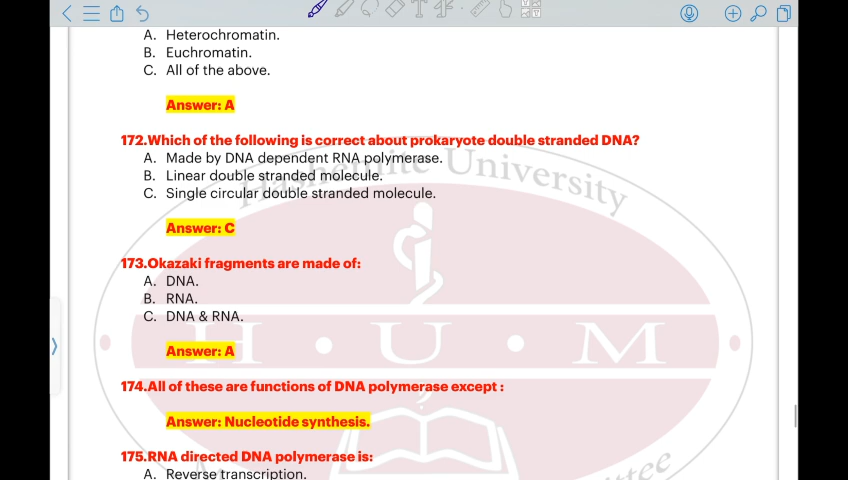 A. Heterochromatin.
B. Euchromatin.
C. All of the above.
Answer: A
172.Which of the following is correct about prokaryote double stranded DNA?
A. Made by DNA dependent RNA polymerase.
B. Linear double stranded molecule.
C. Single circular double stranded molecule.
Answer: C
173.Okazaki fragments are made of:
A. DNA.
B. RNA.
C. DNA & RNA.
Answer: A
174.All of these are functions of DNA polymerase except :
Answer: Nucleotide synthesis.
175.RNA directed DNA polymerase is:
A. Reverse transcription.
Hashemite University
H • U • M